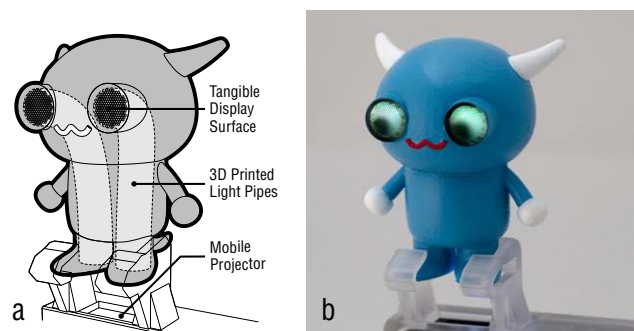 Tangible
Display
Surface
3D Printed
Light Pipes
Mobile
Projector
a
b